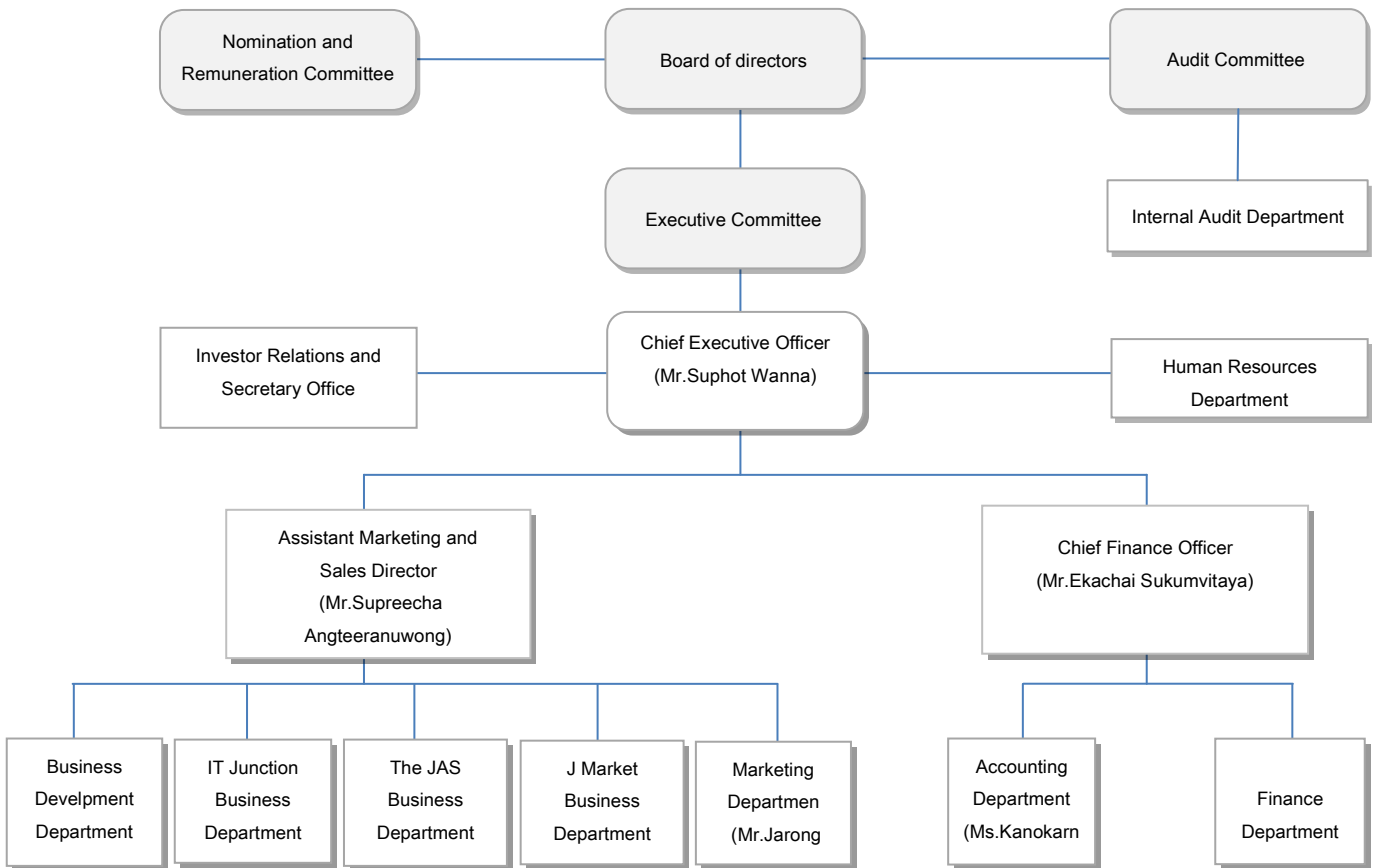 Nomination and
Remuneration Committee
Board of directors
Audit Committee
Executive Committee
Internal Audit Department
Investor Relations and
Secretary Office
Chief Executive Officer
(Mr.Suphot Wanna)
Human Resources
Department
Assistant Marketing and
Sales Director
(Mr.Supreecha
Angteeranuwong)
Chief Finance Officer
(Mr.Ekachai Sukumvitaya)
Business
Develpment
Department
IT Junction
Business
Department
The JAS
Business
Department
J Market
Business
Department
Marketing
Departmen
(Mr.Jarong
Accounting
Department
(Ms.Kanokarn
Finance
Department